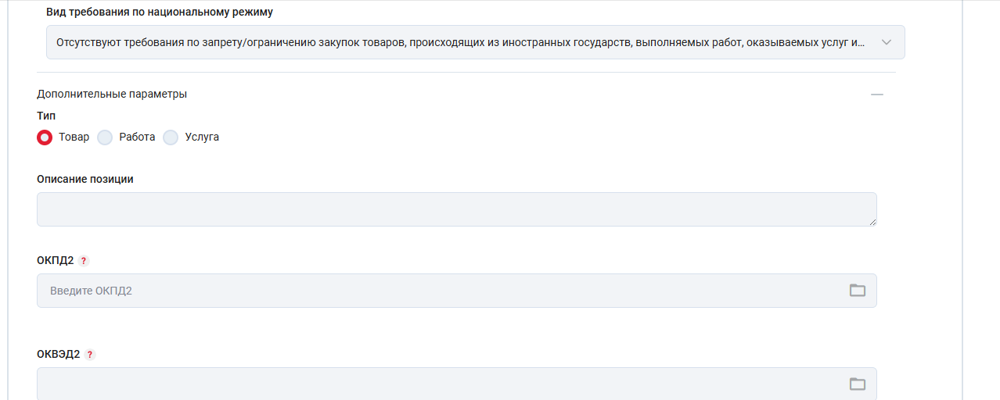 Вид требования по национальному режиму
Отсутствуют требования по запрету/ограничению закупок товаров, происходящих из иностранных государств, выполняемых работ, оказываемых услуг и...
Дополнительные параметры
Тип
Товар Работа Услуга
Описание позиции
ОКПД2 ?
Введите ОКПД2
ОКВЭД2 ?